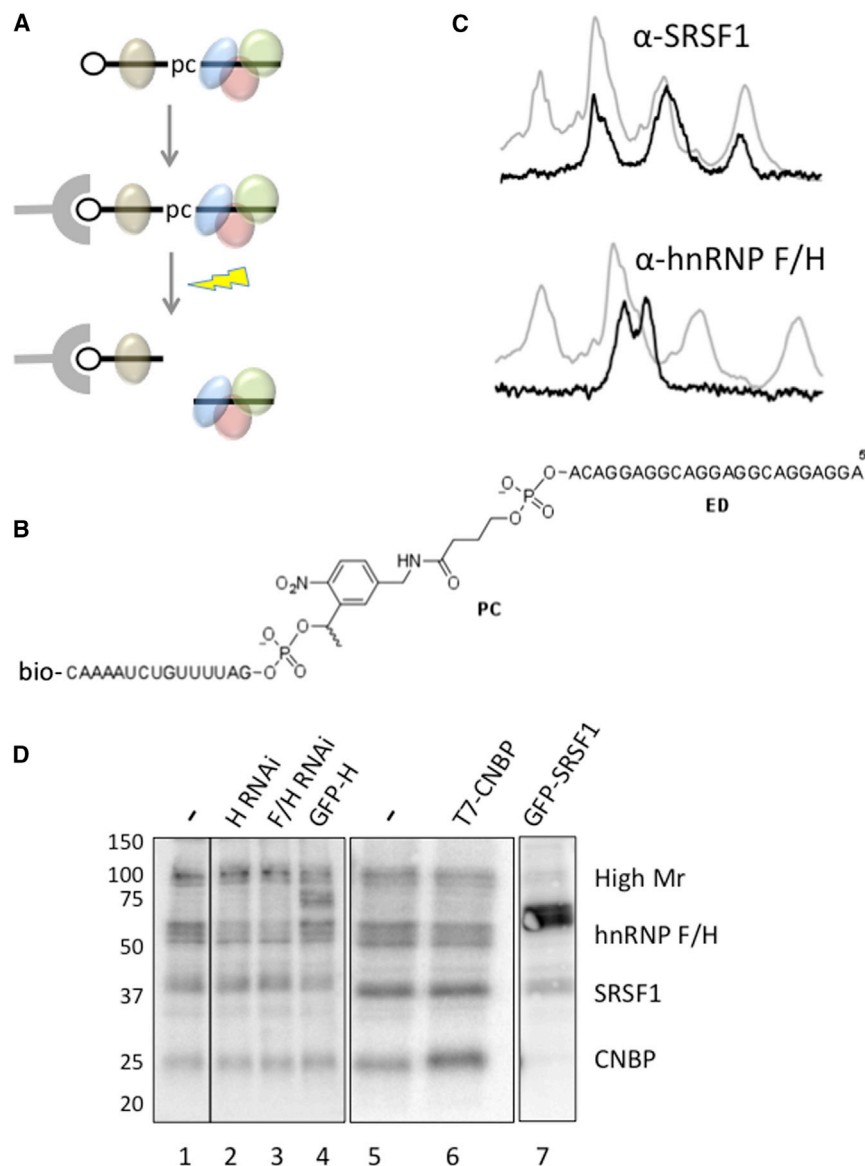 A
pc
pc
C
α-SRSF1
α-hnRNP F/H
B
bio-CAAAAUCUGUUUUAG-O
O
−O
P
O
O₂N
HN
O
PC
O
−O
P
O
O-ACAGGAGGCAGGAGGCAGGAGGA
5
ED
D
-
H RNAi
F/H RNAi
GFP-H
-
T7-CNBP
GFP-SRSF1
150
100
75
50
37
25
20
High Mr
hnRNP F/H
SRSF1
CNBP
1 2 3 4 5 6 7